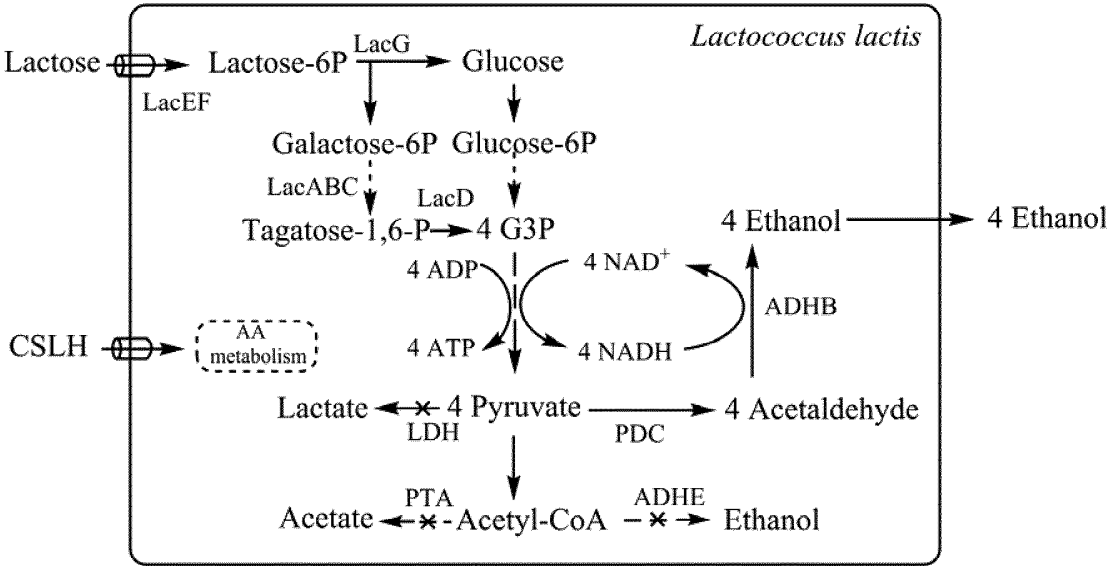 Lactococcus lactis
LacG
Lactose
Lactose-6P
Glucose
LacEF
Galactose-6P
Glucose-6P
LacABC
LacD
Tagatose-1,6-P
4 G3P
4 Ethanol
4 Ethanol
4 ADP
4 NAD+
ADHB
CSLH
AA
metabolism
4 ATP
4 NADH
Lactate
4 Pyruvate
4 Acetaldehyde
LDH
PDC
PTA
ADHE
Acetate
Acetyl-CoA
Ethanol